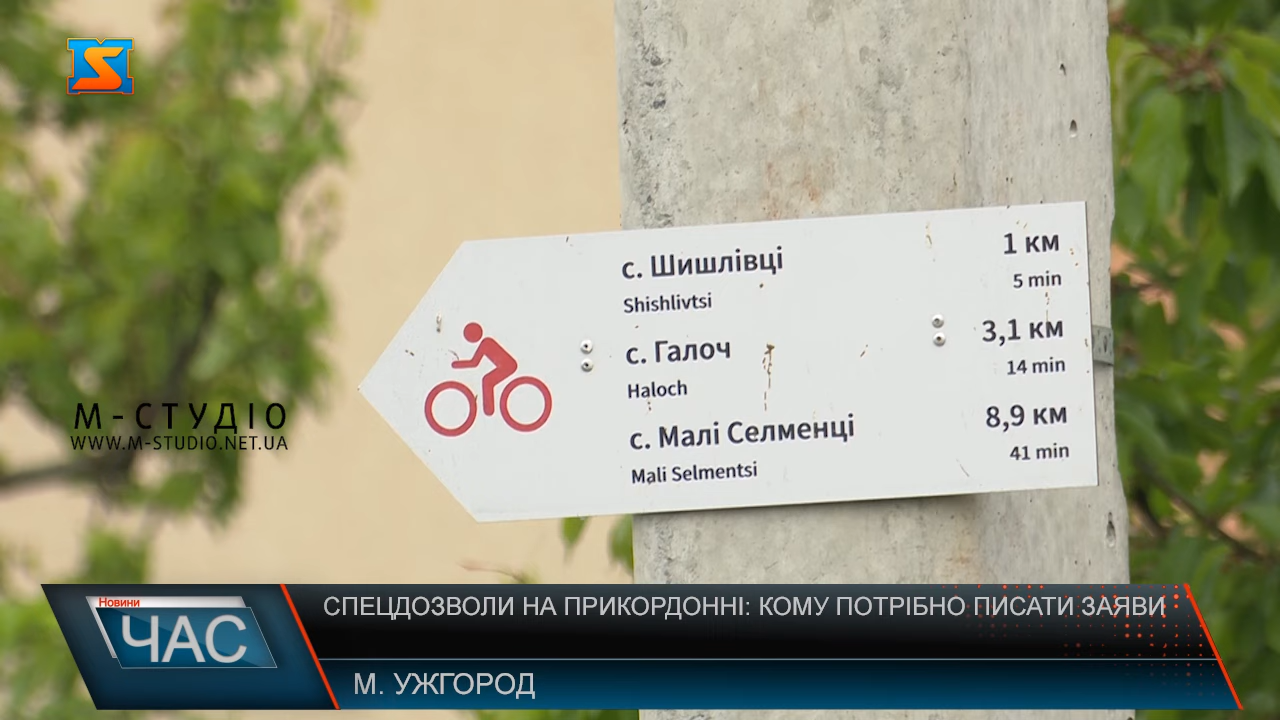 с. Шишлівці 1 км
Shishlivtsi 5 min
с. Галоч 3,1 км
Haloch 14 min
с. Малі Селменці 8,9 км
Mali Selmentsi 41 min
М-СТУДІО
WWW.M-STUDIO.NET.UA
Новини
ЧАС
СПЕЦДОЗВОЛИ НА ПРИКОРДОННІ: КОМУ ПОТРІБНО ПИСАТИ ЗАЯВИ
М. УЖГОРОД